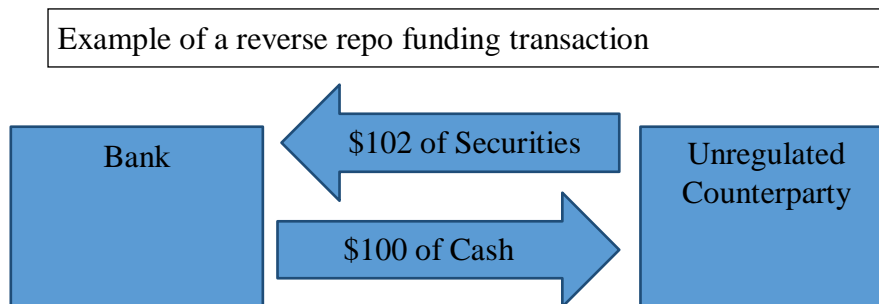 Example of a reverse repo funding transaction
Bank
$102 of Securities
Unregulated
Counterparty
$100 of Cash